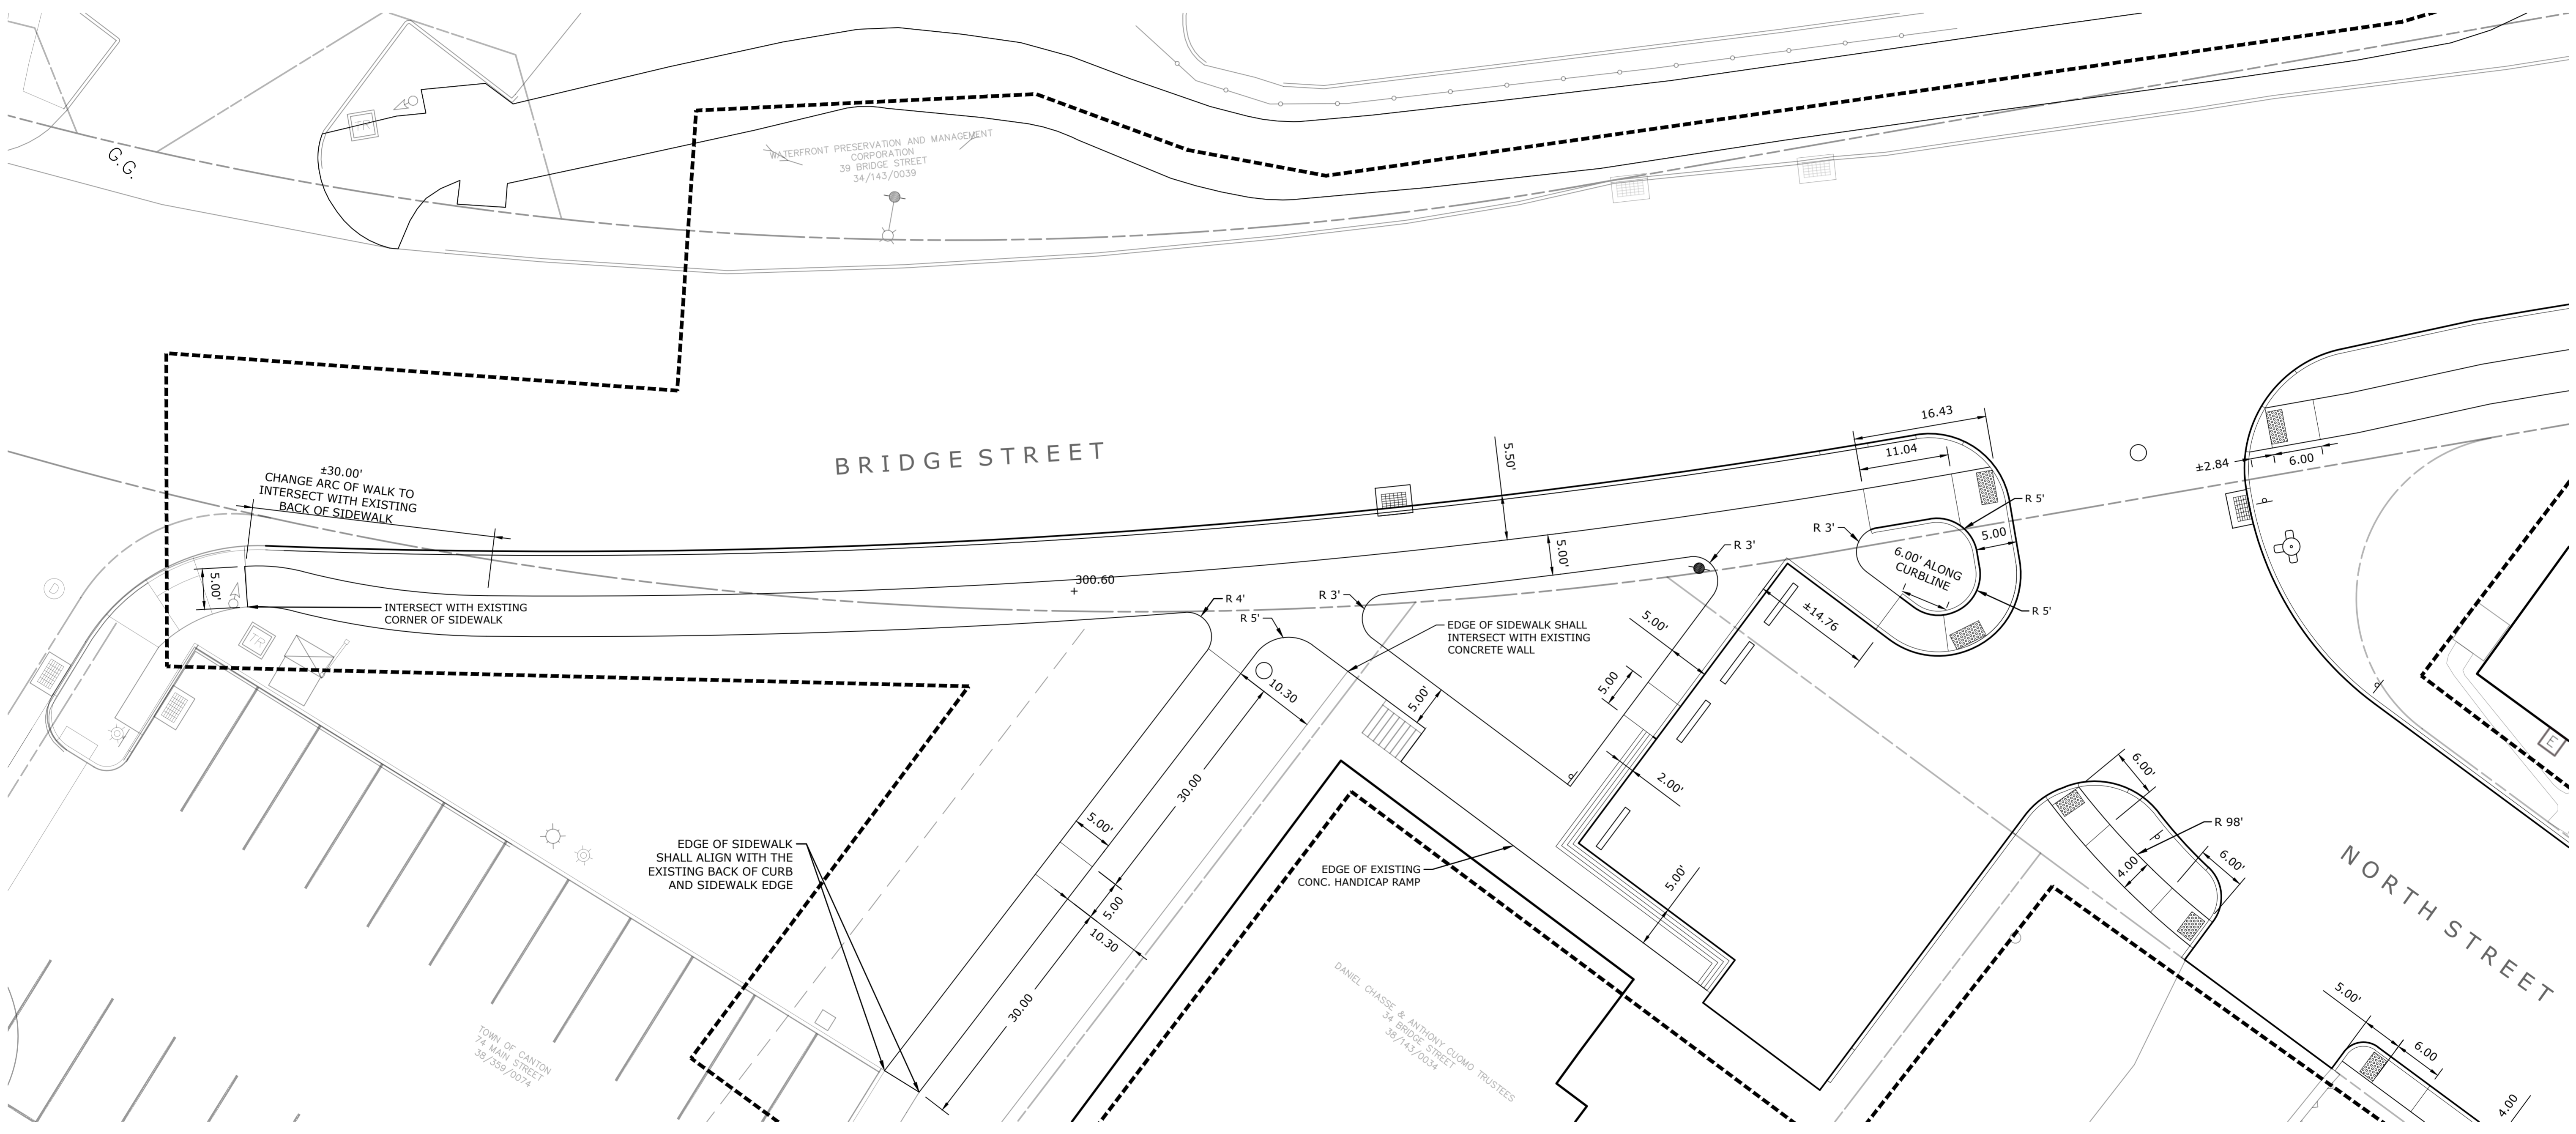 G.G.
TR
WATERFRONT PRESERVATION AND MANAGEMENT
CORPORATION
39 BRIDGE STREET
34/143/0039
BRIDGE STREET
±30.00'
CHANGE ARC OF WALK TO
INTERSECT WITH EXISTING
BACK OF SIDEWALK
5.00'
INTERSECT WITH EXISTING
CORNER OF SIDEWALK
D
TR
300.60
+
5.50'
5.00'
16.43
11.04
R 3'
R 5'
5.00
6.00' ALONG
CURBLINE
R 5'
R 3'
±14.76
R 4'
R 5'
R 3'
EDGE OF SIDEWALK SHALL
INTERSECT WITH EXISTING
CONCRETE WALL
5.00'
5.00
5.00'
10.30
30.00
2.00'
5.00'
5.00
10.30
30.00
EDGE OF SIDEWALK
SHALL ALIGN WITH THE
EXISTING BACK OF CURB
AND SIDEWALK EDGE
EDGE OF EXISTING
CONC. HANDICAP RAMP
5.00'
±2.84
6.00
E
6.00'
R 98'
6.00'
4.00
NORTH STREET
5.00'
6.00
4.00
TOWN OF CANTON
74 MAIN STREET
38/359/0074
DANIEL CHASSE & ANTHONY CUOMO TRUSTEES
34 BRIDGE STREET
38/143/0034